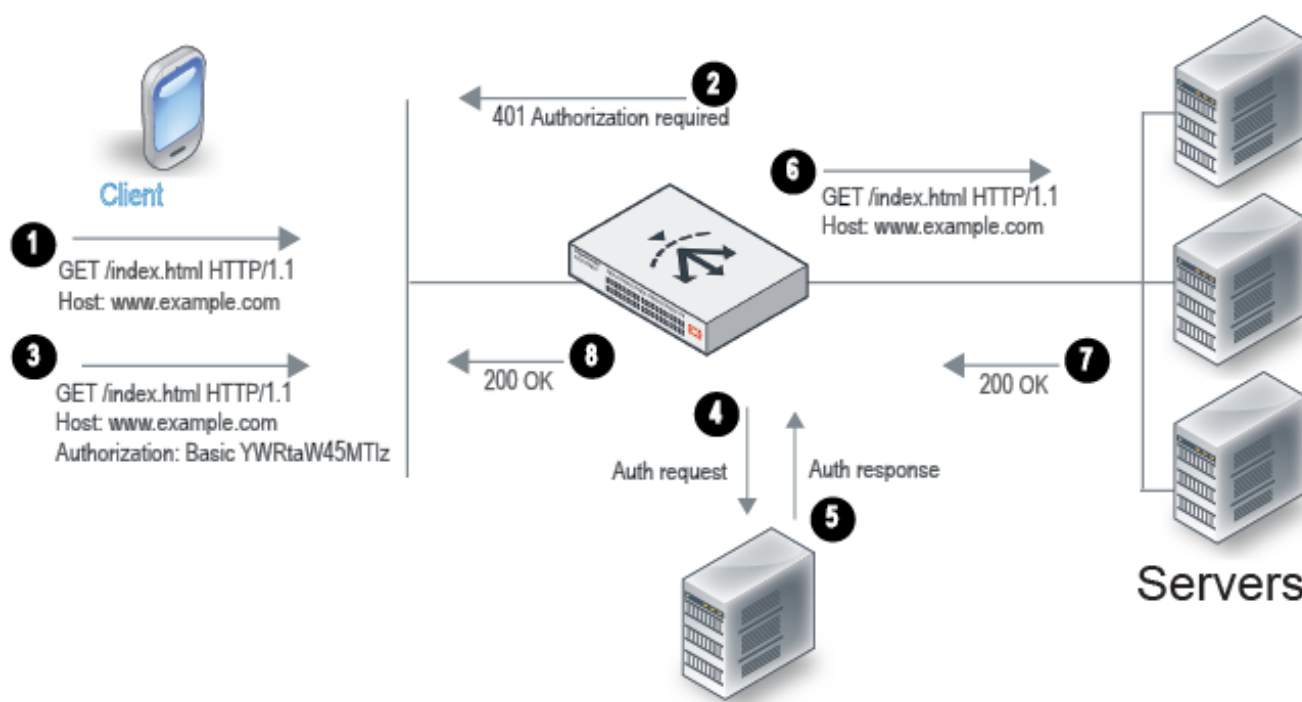 2
401 Authorization required
6
GET /index.html HTTP/1.1
Host: www.example.com
Client
1
GET /index.html HTTP/1.1
Host: www.example.com
3
GET /index.html HTTP/1.1
Host: www.example.com
Authorization: Basic YWRtaW45MTIz
8
200 OK
7
200 OK
4
Auth request
Auth response
5
Servers